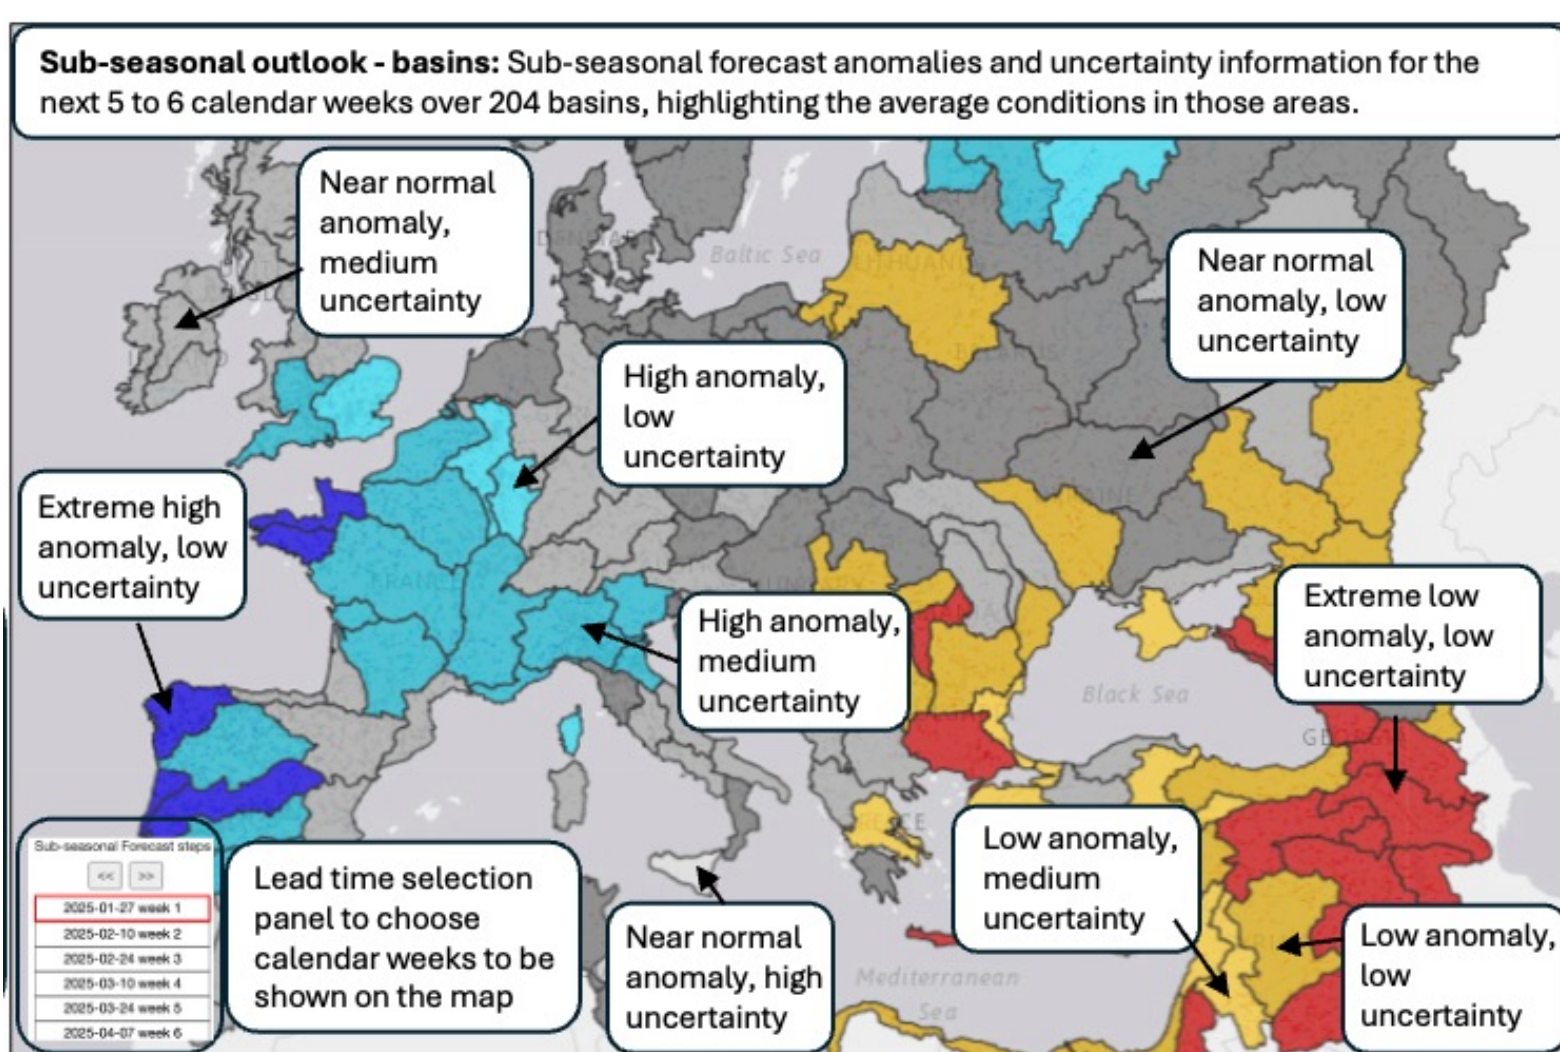 Sub-seasonal outlook - basins: Sub-seasonal forecast anomalies and uncertainty information for the
next 5 to 6 calendar weeks over 204 basins, highlighting the average conditions in those areas.
Near normal
anomaly,
medium
uncertainty
Baltic Sea
LITHUANIA
Near normal
anomaly, low
uncertainty
BELARUS
High anomaly,
low
uncertainty
Extreme high
anomaly, low
uncertainty
FRANCE
High anomaly,
medium
uncertainty
Extreme low
anomaly, low
uncertainty
Black Sea
Sub-seasonal Forecast steps
<< >>
2025-01-27 week 1
2025-02-10 week 2
2025-02-24 week 3
2025-03-10 week 4
2025-03-24 week 5
2025-04-07 week 6
Lead time selection
panel to choose
calendar weeks to be
shown on the map
Near normal
anomaly, high
uncertainty
Low anomaly,
medium
uncertainty
Low anomaly,
low
uncertainty
Mediterranean
Sea